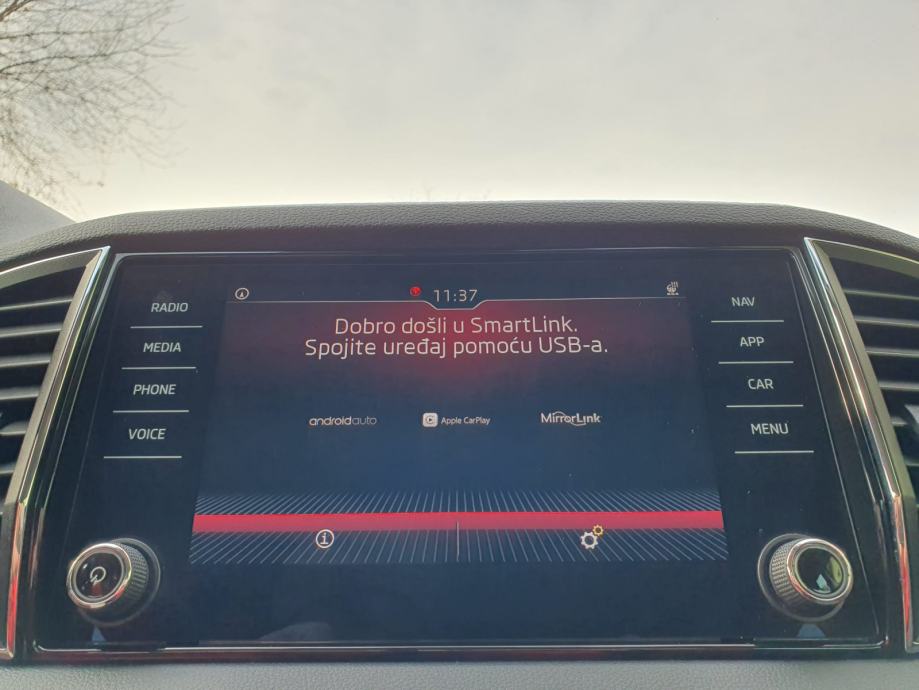 11:37
RADIO
MEDIA
PHONE
VOICE
Dobro došli u SmartLink.
Spojite uređaj pomoću USB-a.
androidauto
Apple CarPlay
MirrorLink
NAV
APP
CAR
MENU